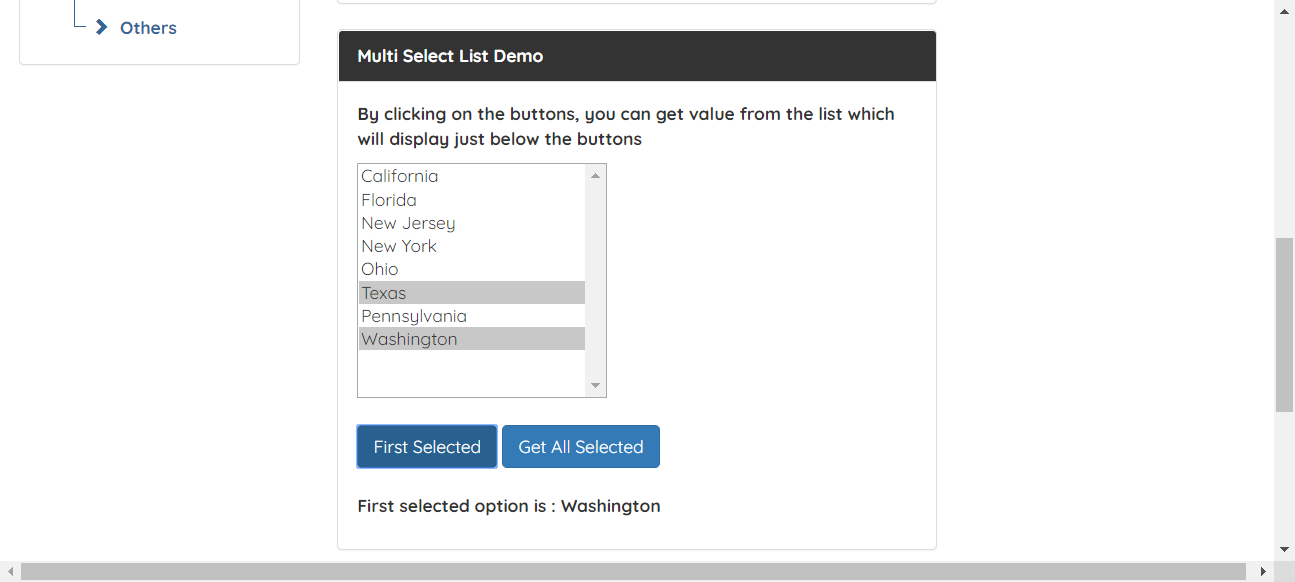 Others
Multi Select List Demo
By clicking on the buttons, you can get value from the list which
will display just below the buttons
California
Florida
New Jersey
New York
Ohio
Texas
Pennsylvania
Washington
First Selected
Get All Selected
First selected option is : Washington